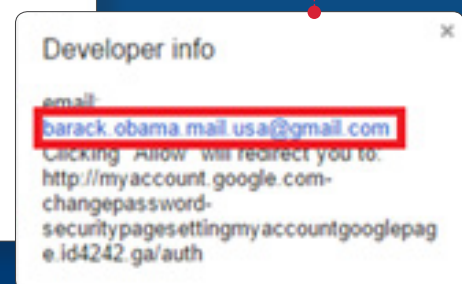 Developer info
email:
barack.obama.mail.usa@gmail.com
Clicking "Allow" will redirect you to:
http://myaccount.google.com-
changepassword-
securitypagesettingmyaccountgooglepag
e.id4242.ga/auth